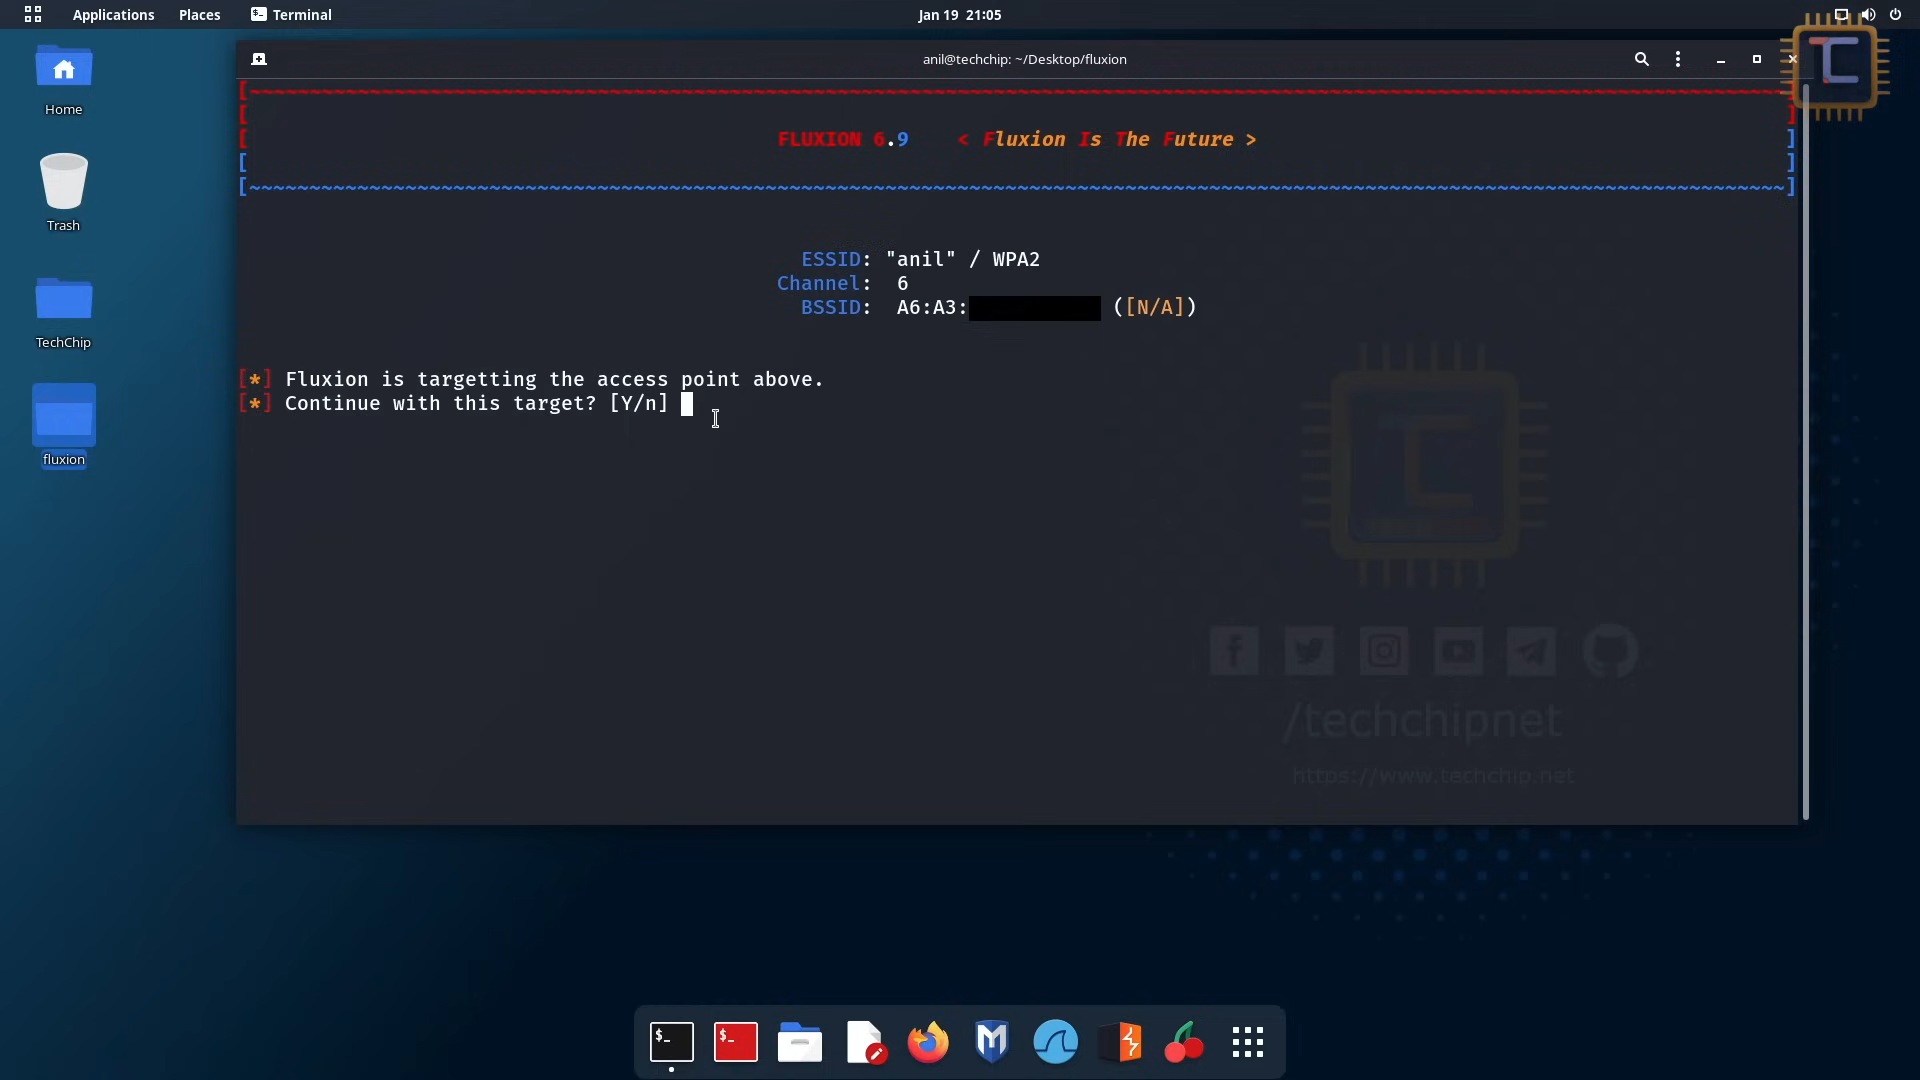 Applications Places Terminal Jan 19 21:05
anil@techchip: ~/Desktop/fluxion
Home
Trash
TechChip
fluxion
FLUXION 6.9 < Fluxion Is The Future >
ESSID: "anil" / WPA2
Channel: 6
BSSID: A6:A3: ([N/A])
[*] Fluxion is targetting the access point above.
[*] Continue with this target? [Y/n]
/techchipnet
https://www.techchip.net